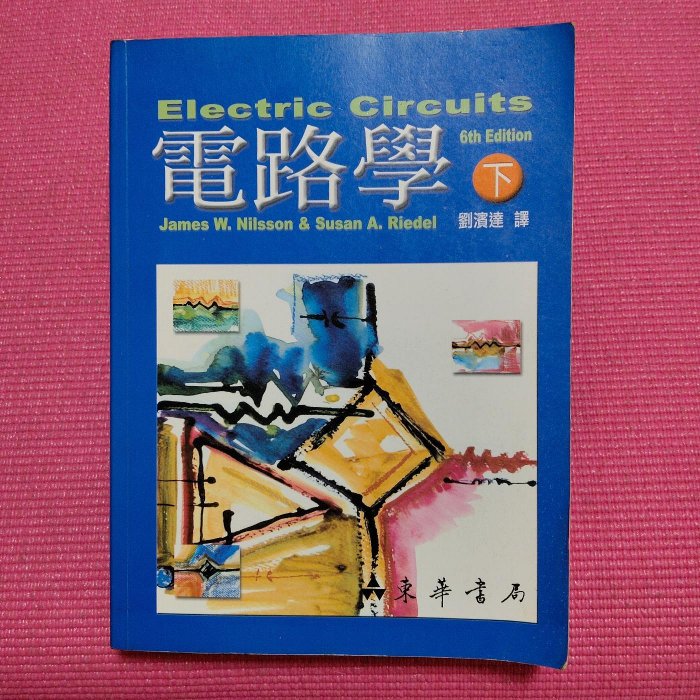 Electric Circuits
6th Edition
電路學 下
James W. Nilsson & Susan A. Riedel
劉濱達 譯
東華書局